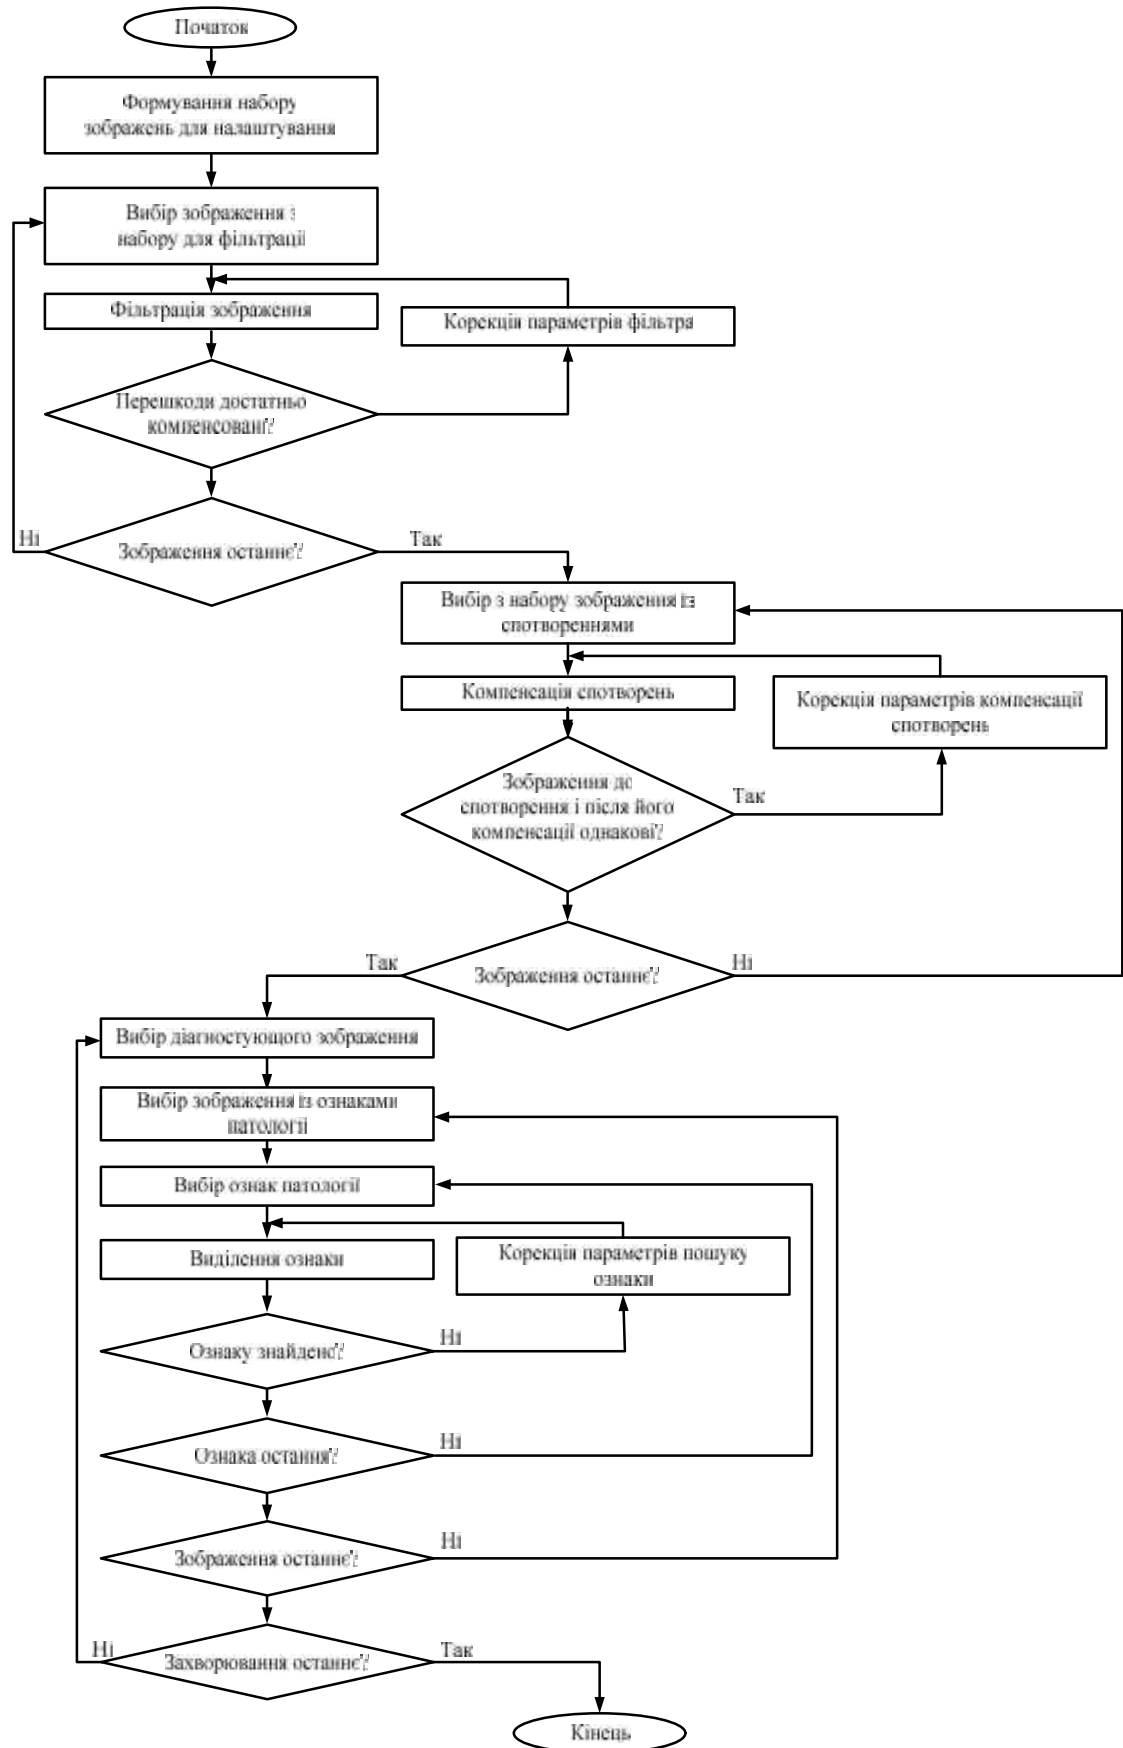 Початок
Формування набору
зображень для налаштування
Вибір зображення з
набору для фільтрації
Фільтрація зображення
Корекція параметрів фільтра
Перешкоди достатньо
компенсовані?
Зображення останнє?
Ні
Так
Вибір з набору зображення із
спотвореннями
Компенсація спотворень
Корекція параметрів компенсації
спотворень
Зображення до
спотворення і після його
компенсації однакові?
Так
Зображення останнє?
Так
Ні
Вибір діагностующого зображення
Вибір зображення із ознаками
патології
Вибір ознак патології
Виділення ознаки
Корекція параметрів пошуку
ознаки
Ознаку знайдено?
Ні
Ознака остання?
Ні
Зображення останнє?
Ні
Захворювання останнє?
Ні
Так
Кінець